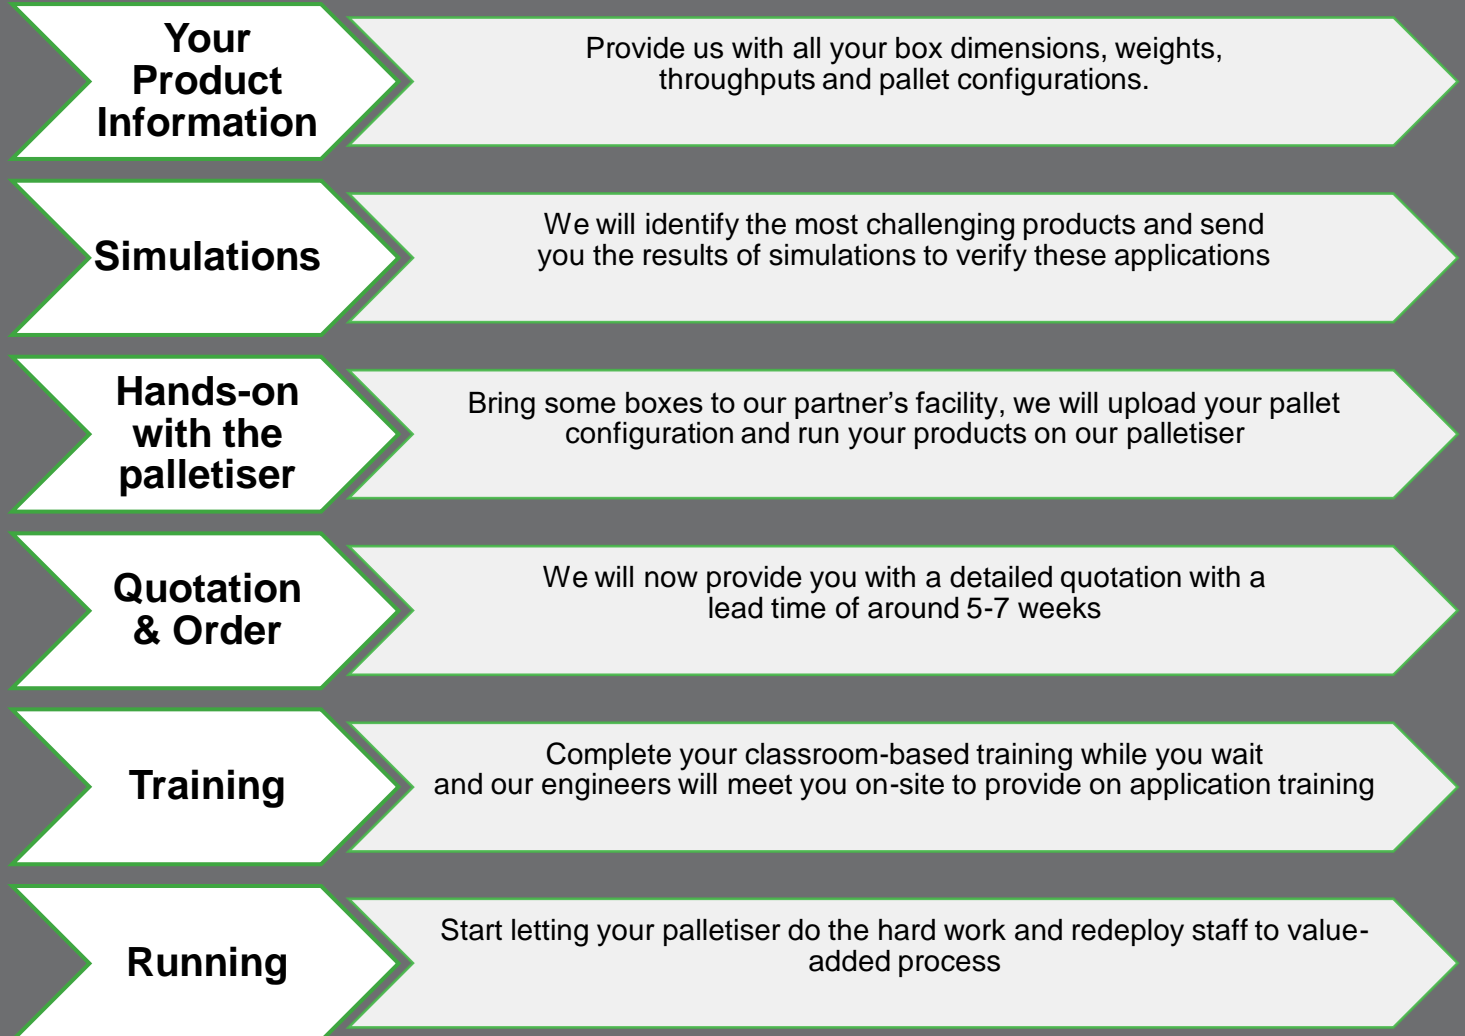 Your
Product
Information
Provide us with all your box dimensions, weights,
throughputs and pallet configurations.
Simulations
We will identify the most challenging products and send
you the results of simulations to verify these applications
Hands-on
with the
palletiser
Bring some boxes to our partner’s facility, we will upload your pallet
configuration and run your products on our palletiser
Quotation
& Order
We will now provide you with a detailed quotation with a
lead time of around 5-7 weeks
Training
Complete your classroom-based training while you wait
and our engineers will meet you on-site to provide on application training
Running
Start letting your palletiser do the hard work and redeploy staff to value-
added process